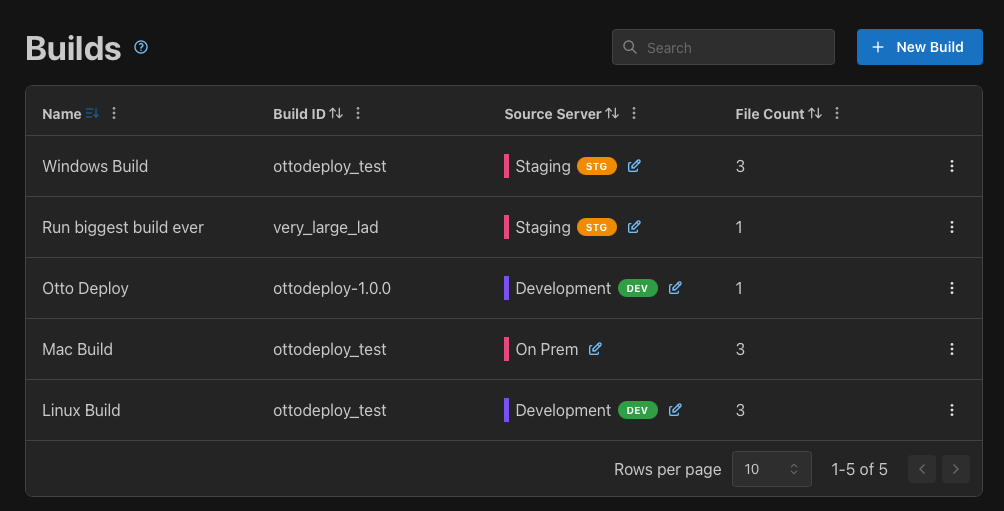 Builds
Search
New Build
Name Build ID Source Server File Count
Windows Build ottodeploy_test Staging STG 3
Run biggest build ever very_large_lad Staging STG 1
Otto Deploy ottodeploy-1.0.0 Development DEV 1
Mac Build ottodeploy_test On Prem 3
Linux Build ottodeploy_test Development DEV 3
Rows per page 10 1-5 of 5